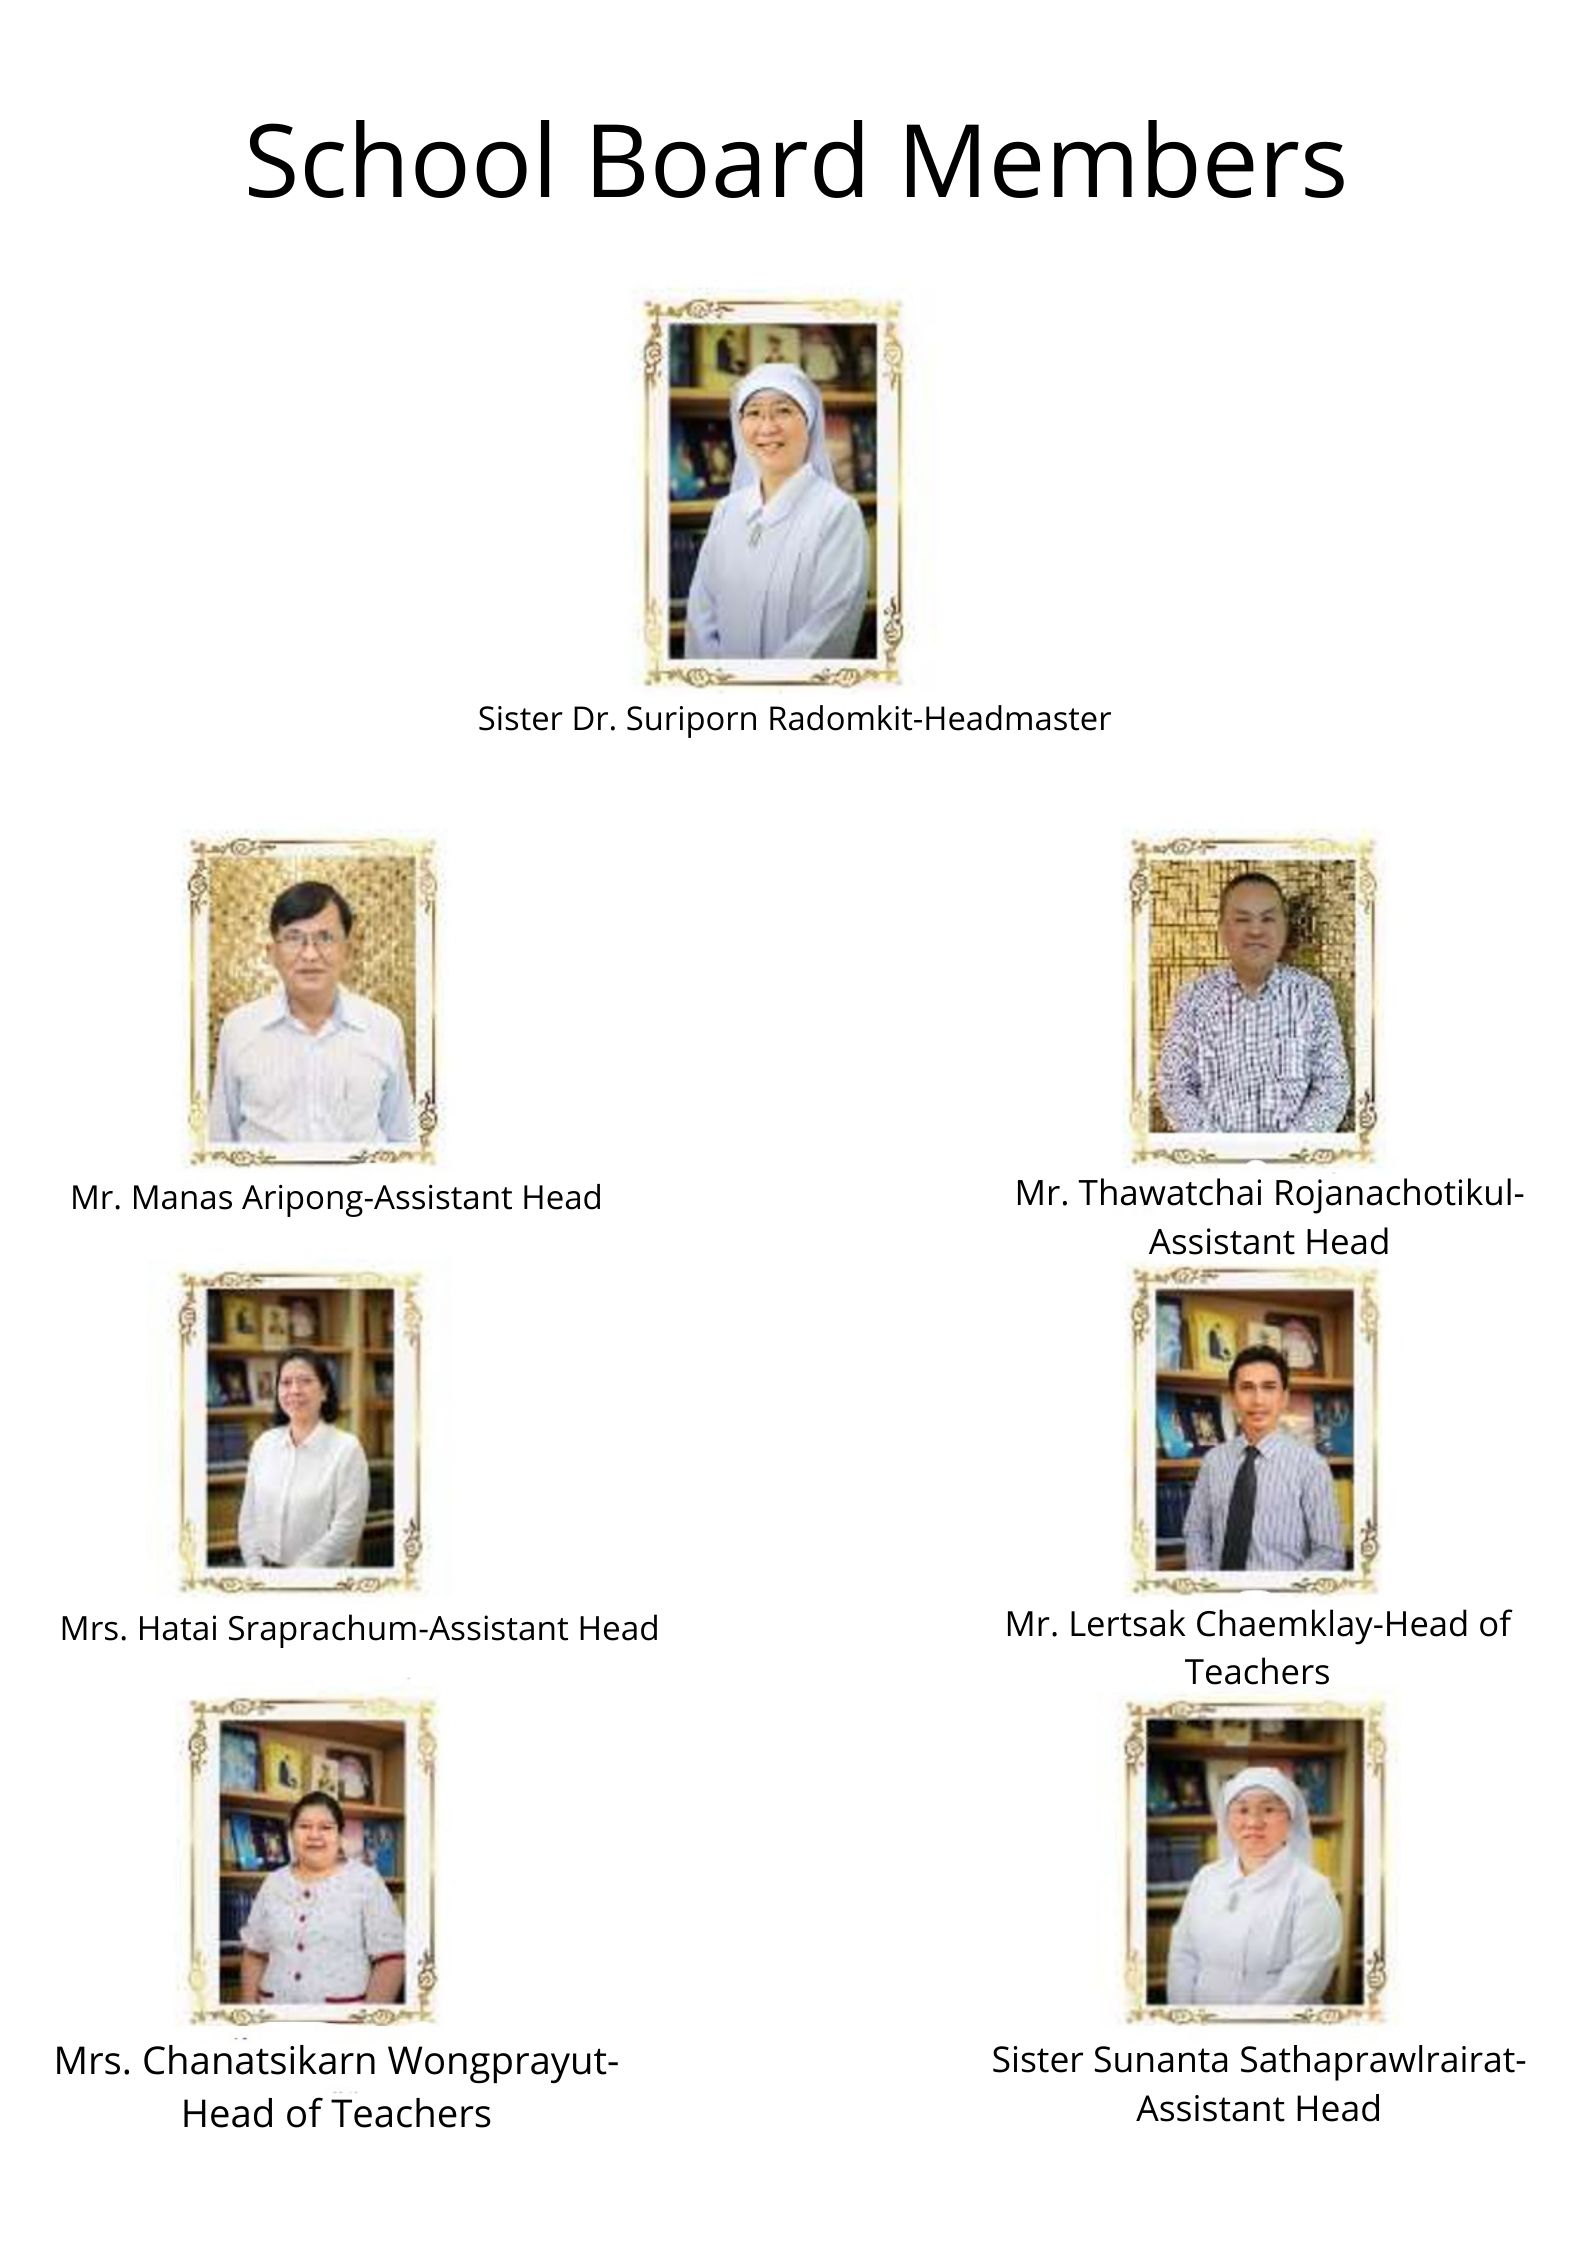 School Board Members
Sister Dr. Suriporn Radomkit-Headmaster
Mr. Manas Aripong-Assistant Head
Mr. Thawatchai Rojanachotikul-
Assistant Head
Mrs. Hatai Sraprachum-Assistant Head
Mr. Lertsak Chaemklay-Head of
Teachers
Mrs. Chanatsikarn Wongprayut-
Head of Teachers
Sister Sunanta Sathaprawlrairat-
Assistant Head